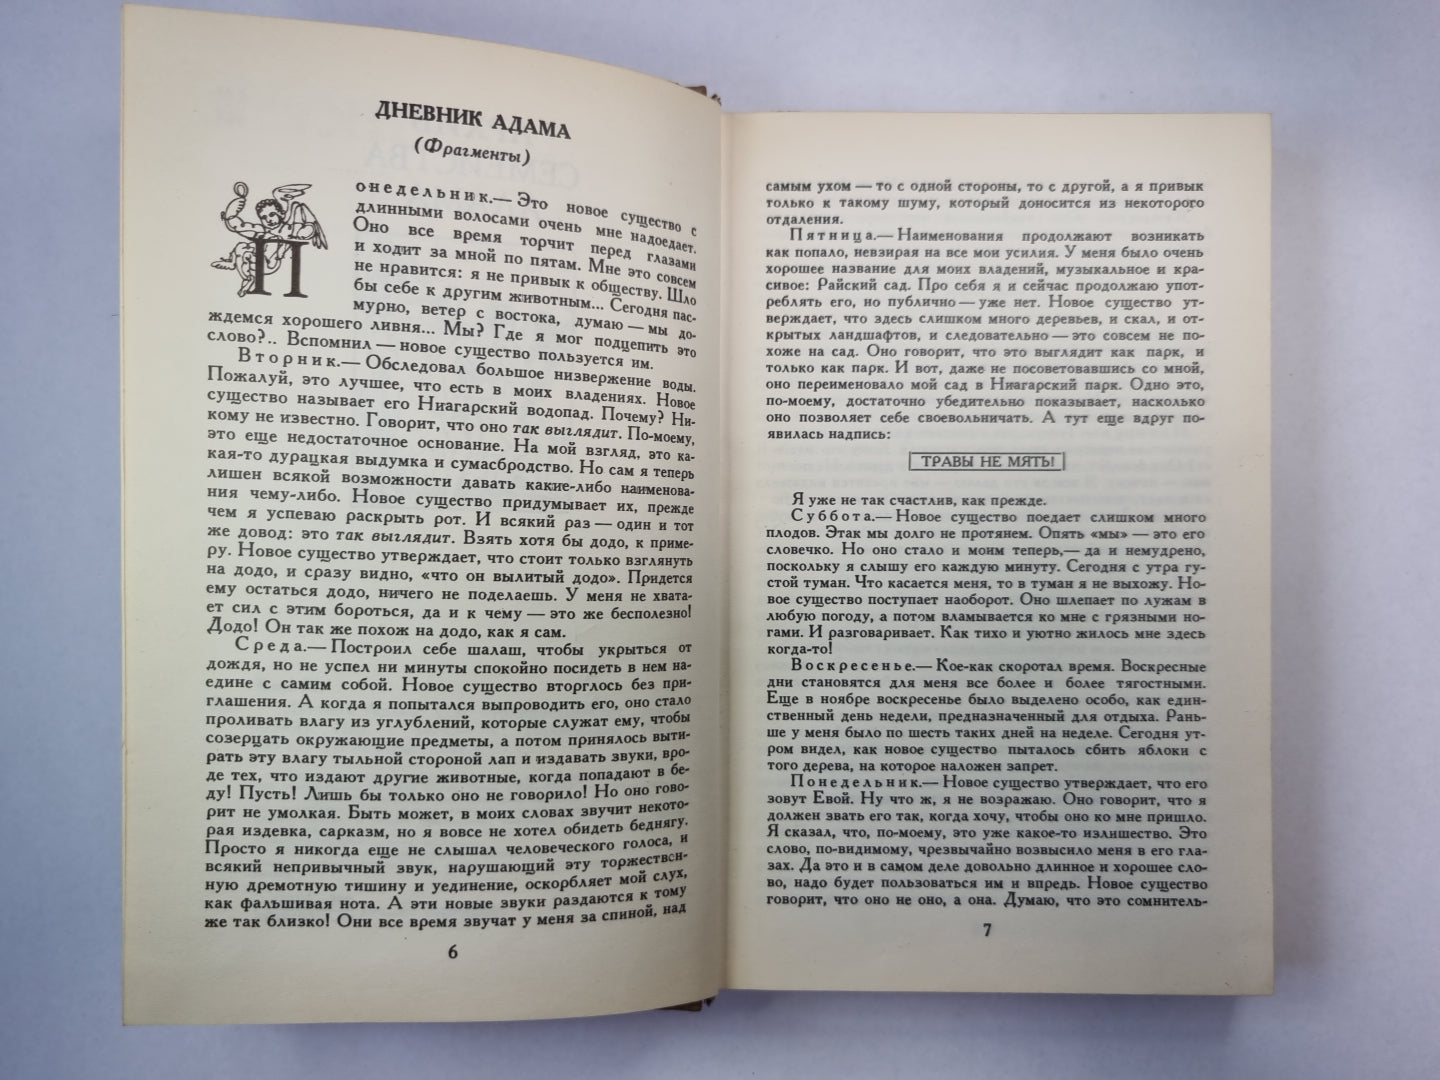 ДНЕВНИК АДАМА
(Фрагменты)
Понедельник.— Это новое существо с
длинными волосами очень мне надоедает.
Оно все время торчит перед глазами
и ходит за мной по пятам. Мне это совсем
не нравится: я не привык к обществу. Шло
бы себе к другим животным... Сегодня пас-
мурно, ветер с востока, думаю — мы до-
ждемся хорошего ливня... Мы? Где я мог подцепить это
слово?.. Вспомнил — новое существо пользуется им.
Вторник.— Обследовал большое низвержение воды.
Пожалуй, это лучшее, что есть в моих владениях. Новое
существо называет его Ниагарский водопад. Почему? Ни-
кому не известно. Говорит, что оно так выглядит. По-моему,
это еще недостаточное основание. На мой взгляд, это ка-
кая-то дурацкая выдумка и сумасбродство. Но сам я теперь
лишен всякой возможности давать какие-либо наименова-
ния чему-либо. Новое существо придумывает их, прежде
чем я успеваю раскрыть рот. И всякий раз — один и тот
же довод: это так выглядит. Взять хотя бы додо, к приме-
ру. Новое существо утверждает, что стоит только взглянуть
на додо, и сразу видно, «что он вылитый додо». Придется
ему остаться додо, ничего не поделаешь. У меня не хвата-
ет сил с этим бороться, да и к чему — это же бесполезно!
Додо! Он так же похож на додо, как я сам.
Среда.— Построил себе шалаш, чтобы укрыться от
дождя, но не успел ни минуты спокойно посидеть в нем на-
едине с самим собой. Новое существо вторглось без при-
глашения. А когда я попытался выпроводить его, оно стало
проливать влагу из углублений, которые служат ему, чтобы
созерцать окружающие предметы, а потом принялось выти-
рать эту влагу тыльной стороной лап и издавать звуки, вро-
де тех, что издают другие животные, когда попадают в бе-
ду! Пусть! Лишь бы только оно не говорило! Но оно гово-
рит не умолкая. Быть может, в моих словах звучит некото-
рая издевка, сарказм, но я вовсе не хотел обидеть беднягу.
Просто я никогда еще не слышал человеческого голоса, и
всякий непривычный звук, нарушающий эту торжествен-
ную дремотную тишину и уединение, оскорбляет мой слух,
как фальшивая нота. А эти новые звуки раздаются к тому
же так близко! Они все время звучат у меня за спиной, над
6
самым ухом — то с одной стороны, то с другой, а я привык
только к такому шуму, который доносится из некоторого
отдаления.
Пятница.— Наименования продолжают возникать
как попало, невзирая на все мои усилия. У меня было очень
хорошее название для моих владений, музыкальное и кра-
сивое: Райский сад. Про себя я и сейчас продолжаю упот-
реблять его, но публично — уже нет. Новое существо ут-
верждает, что здесь слишком много деревьев, и скал, и от-
крытых ландшафтов, и следовательно — это совсем не по-
хоже на сад. Оно говорит, что это выглядит как парк, и
только как парк. И вот, даже не посоветовавшись со мной,
оно переименовало мой сад в Ниагарский парк. Одно это,
по-моему, достаточно убедительно показывает, насколько
оно позволяет себе своевольничать. А тут еще вдруг по-
явилась надпись:
ТРАВЫ НЕ МЯТЬ!
Я уже не так счастлив, как прежде.
Суббота.— Новое существо поедает слишком много
плодов. Этак мы долго не протянем. Опять «мы» — это его
словечко. Но оно стало и моим теперь,— да и немудрено,
поскольку я слышу его каждую минуту. Сегодня с утра гу-
стой туман. Что касается меня, то в туман я не выхожу. Но-
вое существо поступает наоборот. Оно шлепает по лужам в
любую погоду, а потом вламывается ко мне с грязными но-
гами. И разговаривает. Как тихо и уютно жилось мне здесь
когда-то!
Воскресенье.— Кое-как скоротал время. Воскресные
дни становятся для меня все более и более тягостными.
Еще в ноябре воскресенье было выделено особо, как един-
ственный день недели, предназначенный для отдыха. Рань-
ше у меня было по шесть таких дней на неделе. Сегодня ут-
ром видел, как новое существо пыталось сбить яблоки с
того дерева, на которое наложен запрет.
Понедельник.— Новое существо утверждает, что его
зовут Евой. Ну что ж, я не возражаю. Оно говорит, что я
должен звать его так, когда хочу, чтобы оно ко мне пришло.
Я сказал, что, по-моему, это уже какое-то излишество. Это
слово, по-видимому, чрезвычайно возвысило меня в его гла-
зах. Да это и в самом деле довольно длинное и хорошее сло-
во, надо будет пользоваться им и впредь. Новое существо
говорит, что оно не оно, а она. Думаю, что это сомнитель-
7